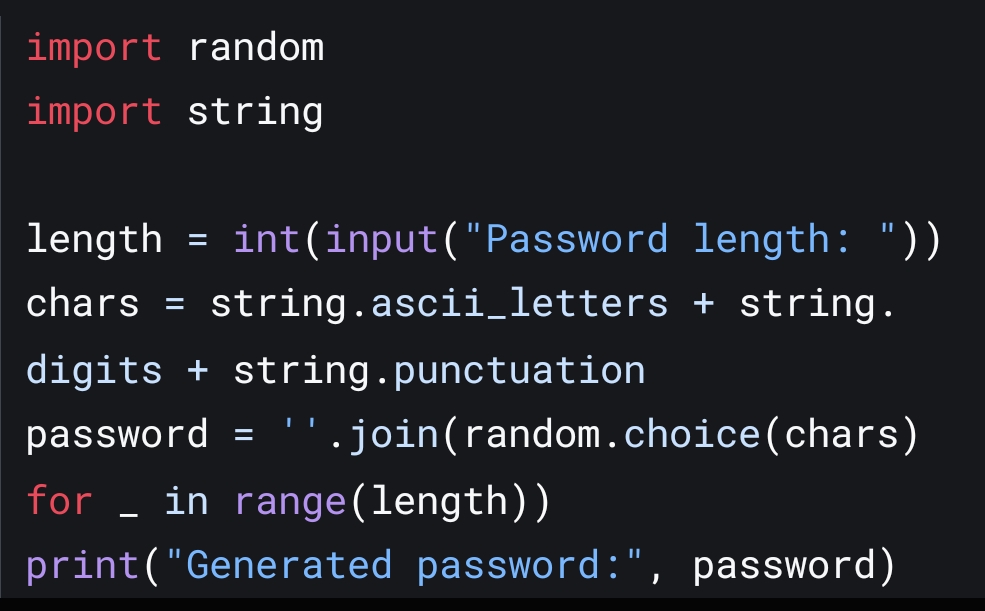 import random
import string
length = int(input("Password length: "))
chars = string.ascii_letters + string.
digits + string.punctuation
password = ''.join(random.choice(chars)
for _ in range(length))
print("Generated password:", password)